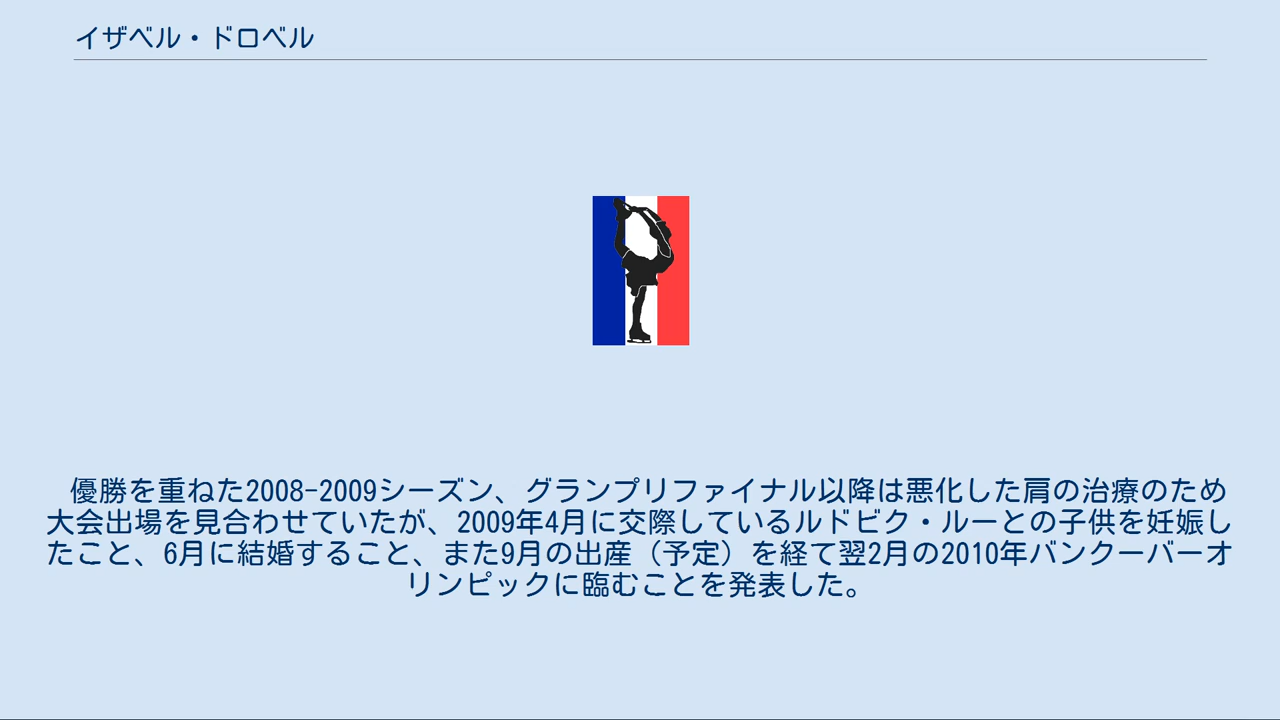 イザベル・ドロベル
優勝を重ねた2008-2009シーズン、グランプリファイナル以降は悪化した肩の治療のため
大会出場を見合わせていたが、2009年4月に交際しているルドビク・ルーとの子供を妊娠し
たこと、6月に結婚すること、また9月の出産（予定）を経て翌2月の2010年バンクーバーオ
リンピックに臨むことを発表した。